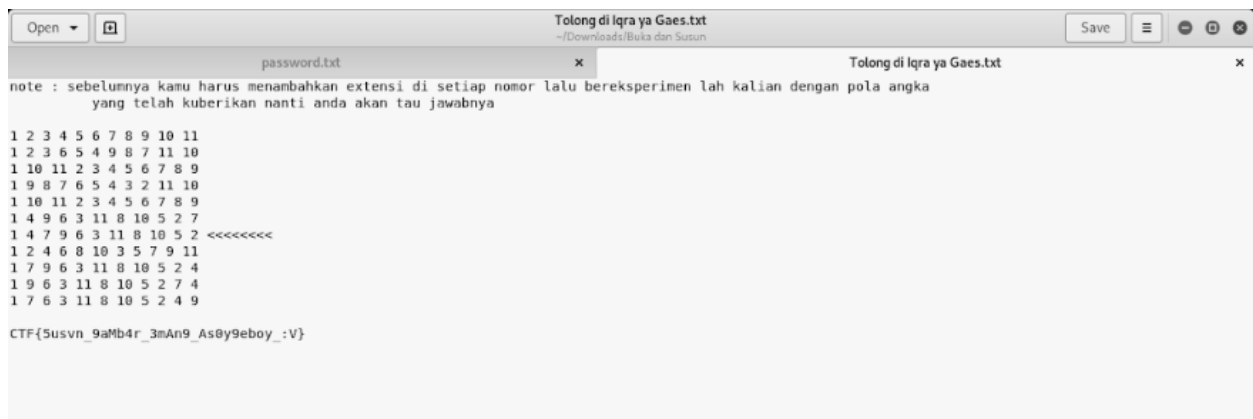 Open
Tolong di Iqra ya Gaes.txt
~/Downloads/Buka dan Susun
Save
password.txt
Tolong di Iqra ya Gaes.txt
note : sebelumnya kamu harus menambahkan extensi di setiap nomor lalu bereksperimen lah kalian dengan pola angka
yang telah kuberikan nanti anda akan tau jawabnya
1 2 3 4 5 6 7 8 9 10 11
1 2 3 6 5 4 9 8 7 11 10
1 10 11 2 3 4 5 6 7 8 9
1 9 8 7 6 5 4 3 2 11 10
1 10 11 2 3 4 5 6 7 8 9
1 4 9 6 3 11 8 10 5 2 7
1 4 7 9 6 3 11 8 10 5 2 <<<<<<<<
1 2 4 6 8 10 3 5 7 9 11
1 7 9 6 3 11 8 10 5 2 4
1 9 6 3 11 8 10 5 2 7 4
1 7 6 3 11 8 10 5 2 4 9
CTF{5usvn_9aMb4r_3mAn9_As0y9eboy_:V}